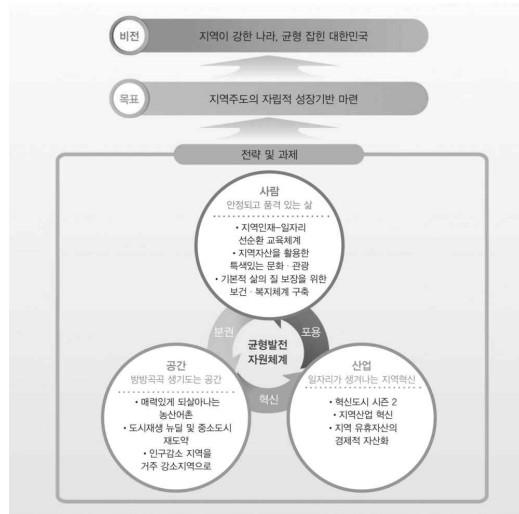 비전
지역이 강한 나라, 균형 잡힌 대한민국
목표
지역주도의 자립적 성장기반 마련
전략 및 과제
사람
안정되고 품격 있는 삶
• 지역인재-일자리
선순환 교육체계
• 지역자산을 활용한
특색있는 문화·관광
• 기본적 삶의 질 보장을 위한
보건·복지체계 구축
분권
포용
균형발전
지원체계
혁신
공간
방방곡곡 생기도는 공간
• 매력있게 되살아나는
농산어촌
• 도시재생 뉴딜 및 중소도시
재도약
• 인구감소 지역을
거주 강소지역으로
산업
일자리가 생겨나는 지역혁신
• 혁신도시 시즌 2
• 지역산업 혁신
• 지역 유휴자산의
경제적 자산화